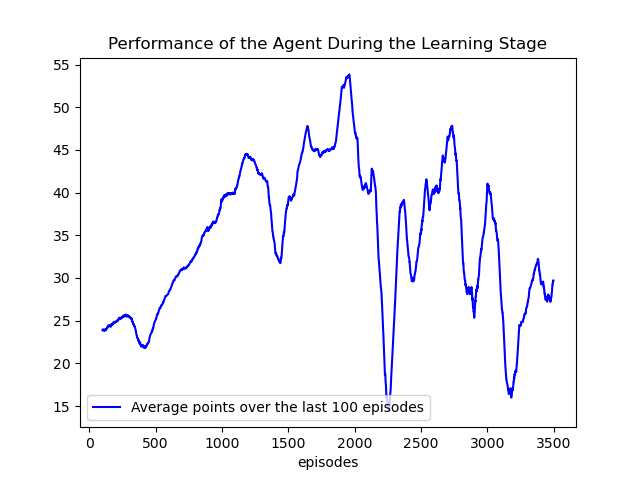 Performance of the Agent During the Learning Stage
55
50
45
40
35
30
25
20
15
Average points over the last 100 episodes
0 500 1000 1500 2000 2500 3000 3500
episodes